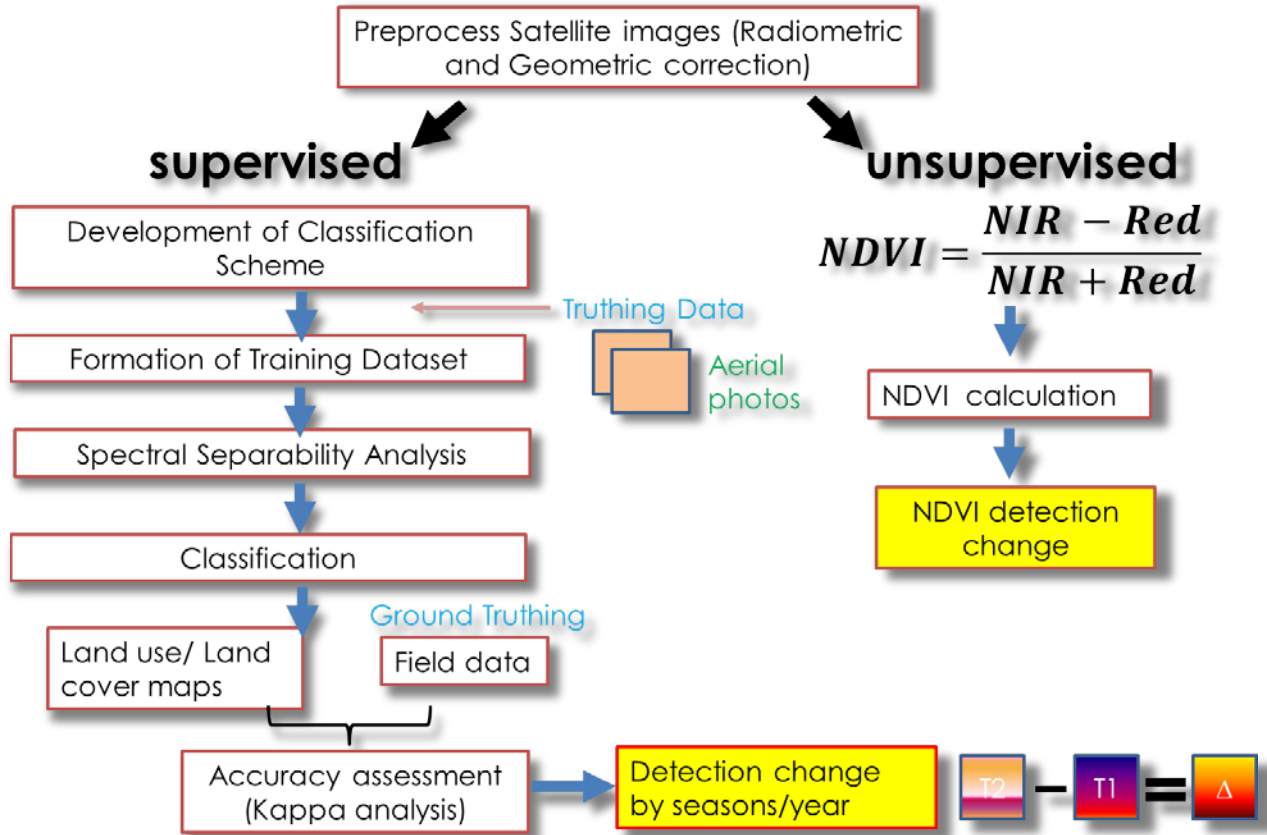 Preprocess Satellite images (Radiometric
and Geometric correction)
supervised
unsupervised
Development of Classification
Scheme
NDVI = NIR − Red
NIR + Red
Truthing Data
Formation of Training Dataset
Aerial
photos
NDVI calculation
Spectral Separability Analysis
NDVI detection
change
Classification
Ground Truthing
Land use/ Land
cover maps
Field data
Accuracy assessment
(Kappa analysis)
Detection change
by seasons/year
T2 − T1 = Δ